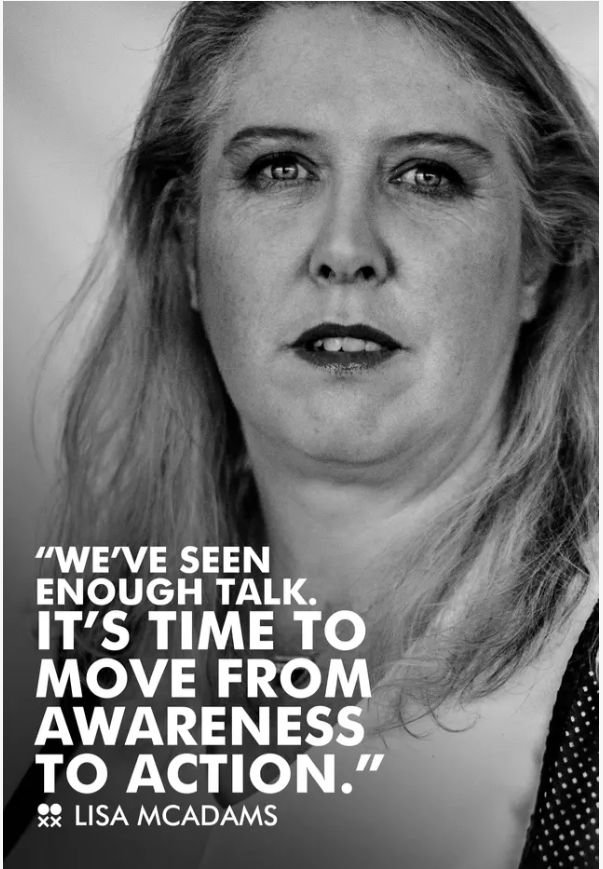 “WE’VE SEEN
ENOUGH TALK.
IT’S TIME TO
MOVE FROM
AWARENESS
TO ACTION.”
LISA MCADAMS